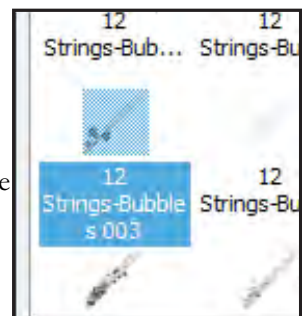 12 12
Strings-Bub... Strings-Bu
e
12 12
Strings-Bubble Strings-Bu
s 003